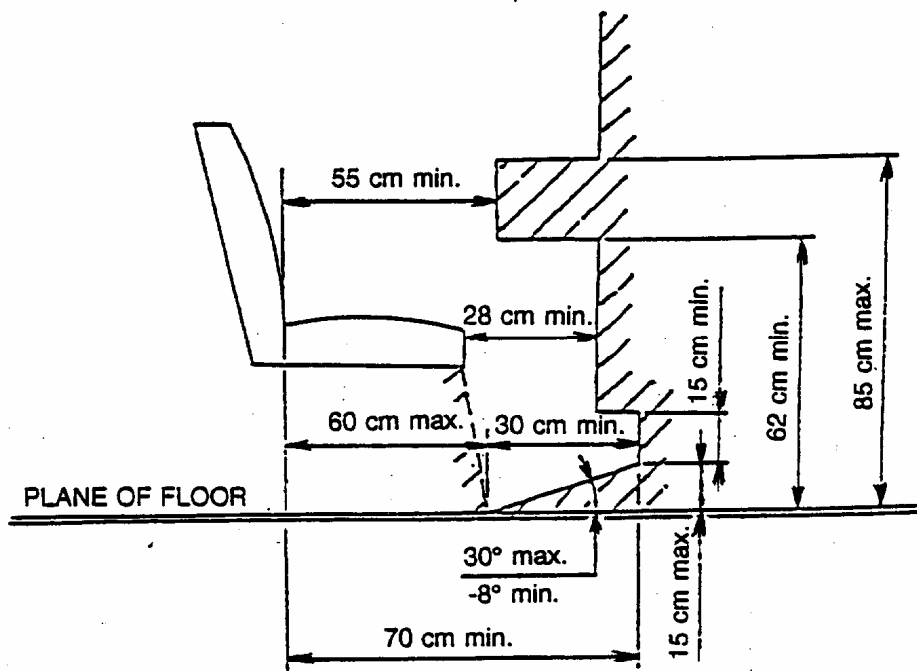 55 cm min.
28 cm min.
15 cm min.
62 cm min.
85 cm max.
60 cm max.
30 cm min.
PLANE OF FLOOR
30° max.
-8° min.
15 cm max.
70 cm min.